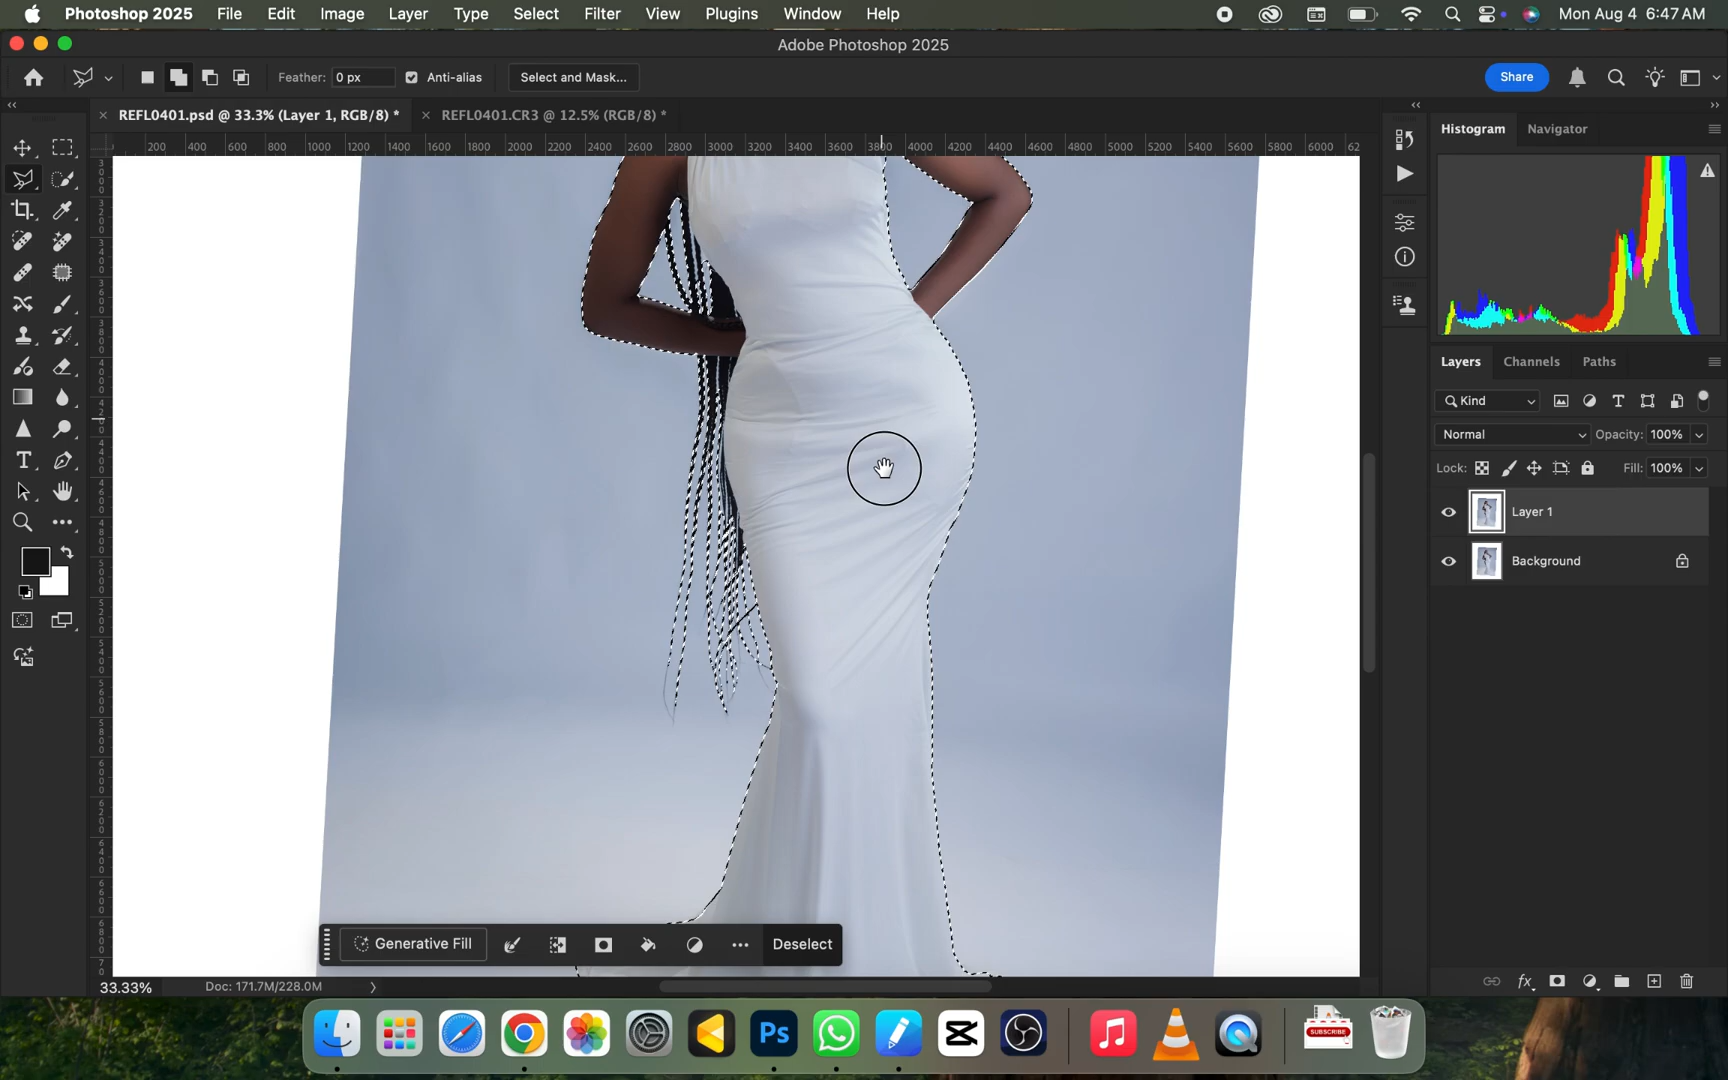 Photoshop 2025 File Edit Image Layer Type Select Filter View Plugins Window Help Mon Aug 4 6:47 AM
Adobe Photoshop 2025
Feather: 0 px Anti-alias Select and Mask... Share
REFL0401.psd @ 33.3% (Layer 1, RGB/8) * REFL0401.CR3 @ 12.5% (RGB/8) *
200 400 600 800 1000 1200 1400 1600 1800 2000 2200 2400 2600 2800 3000 3200 3400 3600 3800 4000 4200 4400 4600 4800 5000 5200 5400 5600 5800 6000 62
Histogram Navigator
Layers Channels Paths
Kind
Normal Opacity: 100%
Lock: Fill: 100%
Layer 1
Background
Generative Fill Deselect
33.33% Doc: 171.7M/228.0M
Ps
SUBSCRIBE